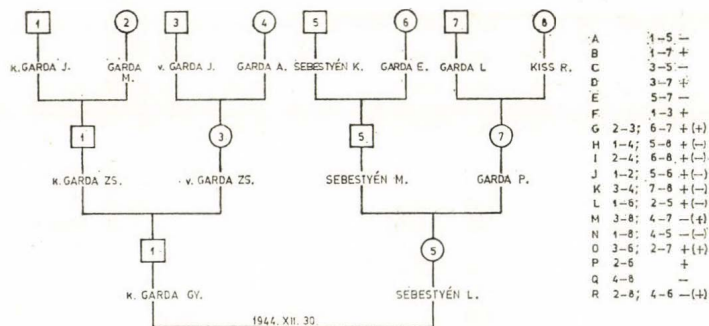 1 2 3 4 5 6 7 8
K. GARDA J. GARDA M. V. GARDA J. GARDA A. SEBESTYÉN K. GARDA E. GARDA L KISS R.
1 3 5 7
K. GARDA ZS. V. GARDA ZS. SEBESTYÉN M. GARDA P.
1 5
K. GARDA GY. SEBESTYÉN L.
1944. XII. 30.
A 1-5 —
B 1-7 +
C 3-5 —
D 3-7 +
E 5-7 —
F 1-3 +
G 2-3; 6-7 +(+)
H 1-4; 5-8 +(—)
I 2-4; 6-8 +(—)
J 1-2; 5-6 +(—)
K 3-4; 7-8 +(—)
L 1-6; 2-5 +(—)
M 3-8; 4-7 —(+)
N 1-8; 4-5 —(—)
O 3-6; 2-7 +(+)
P 2-6 +
Q 4-8 —
R 2-8; 4-6 —(+)